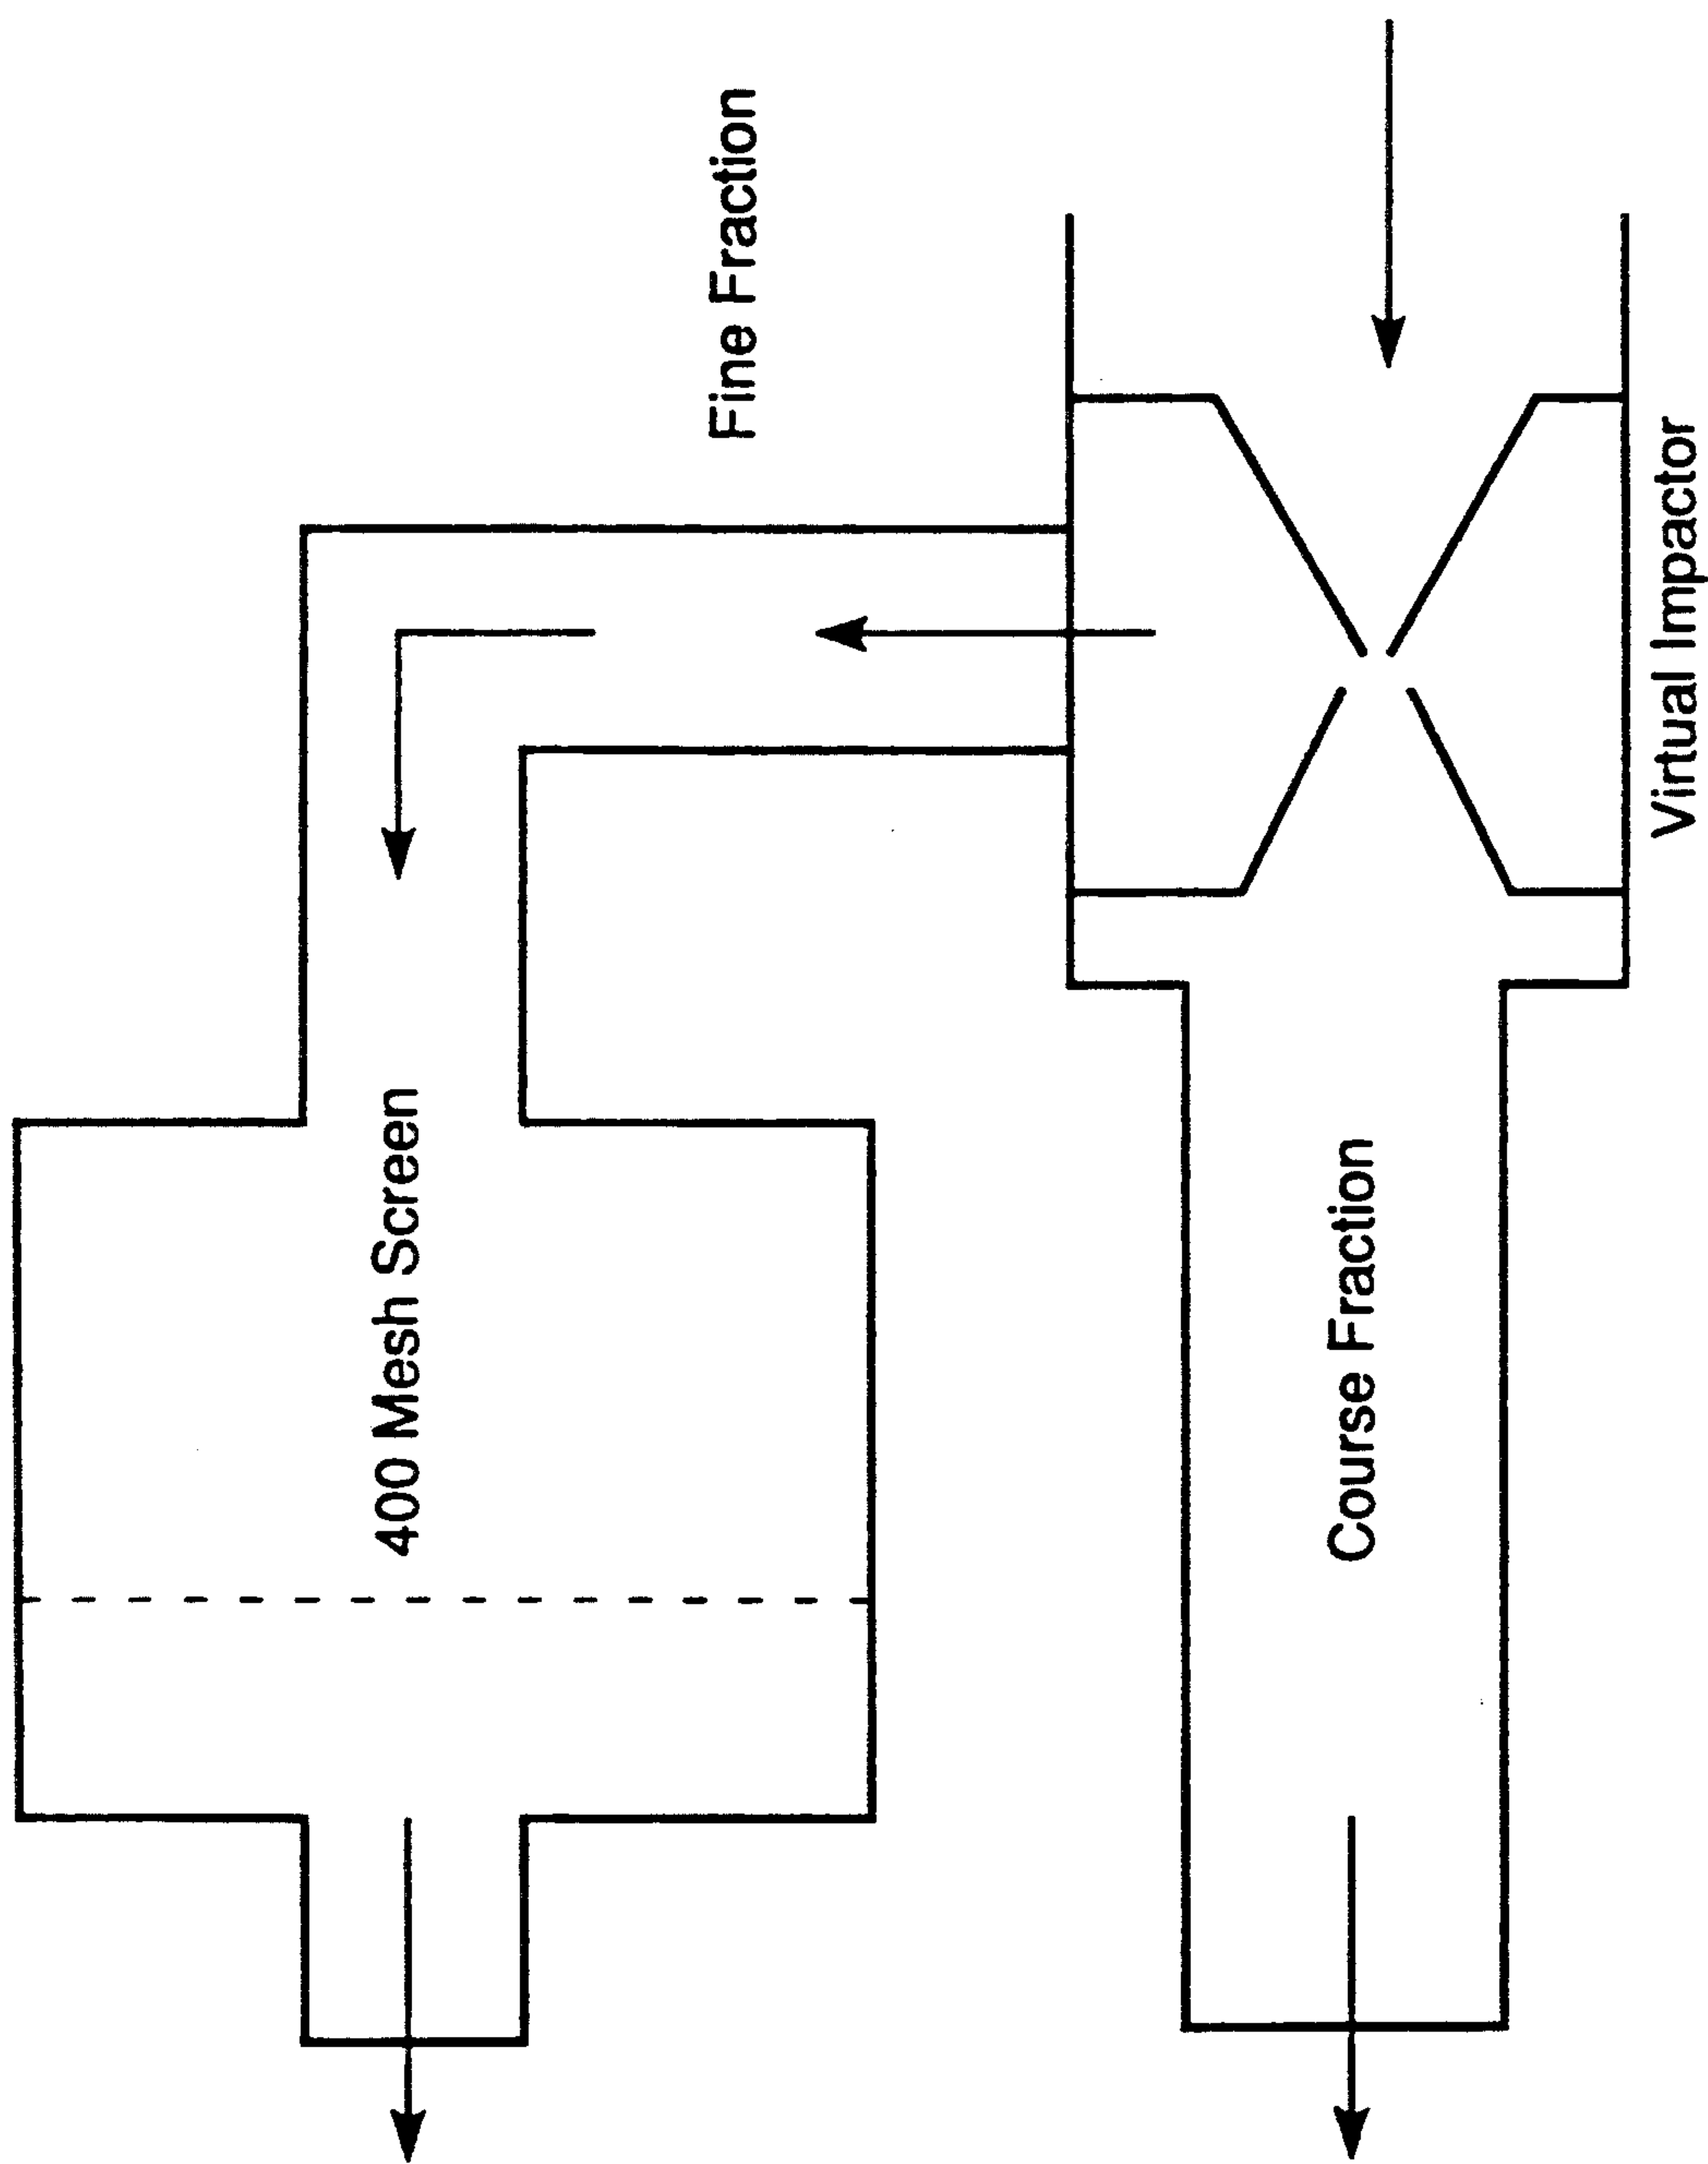 Fine Fraction
400 Mesh Screen
Course Fraction
Virtual Impactor